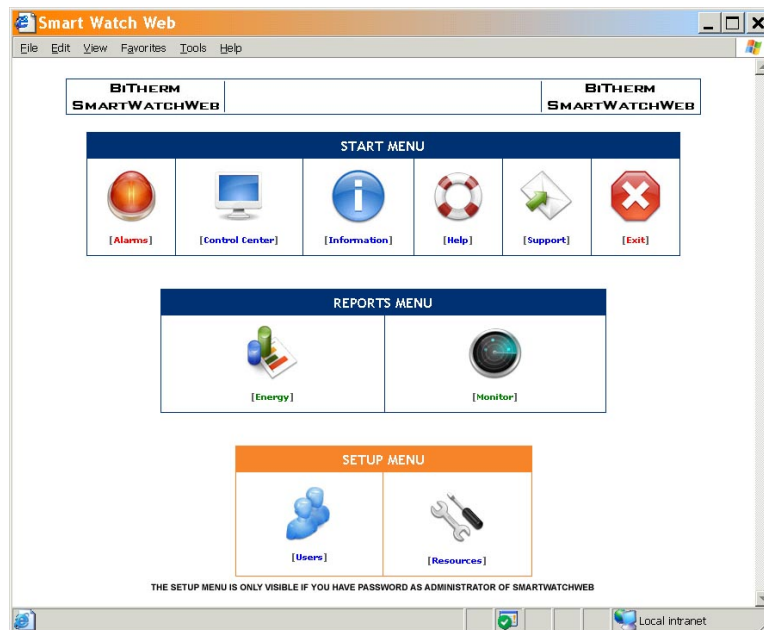 Smart Watch Web
File Edit View Favorites Tools Help
BiTherm SmartWatchWeb
BiTherm SmartWatchWeb
START MENU
[Alarms] [Control Center] [Information] [Help] [Support] [Exit]
REPORTS MENU
[Energy] [Monitor]
SETUP MENU
[Users] [Resources]
THE SETUP MENU IS ONLY VISIBLE IF YOU HAVE PASSWORD AS ADMINISTRATOR OF SMARTWATCHWEB
Local intranet